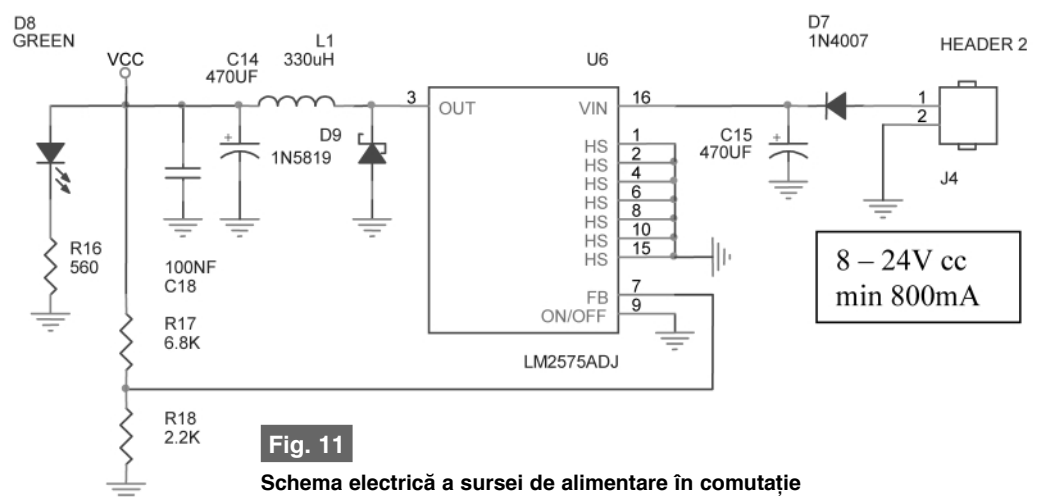 D8
GREEN
VCC
C14
470UF
L1
330uH
U6
D7
1N4007
HEADER 2
3
OUT
VIN
16
1
2
J4
D9
1N5819
C15
470UF
HS
1
HS
2
HS
4
HS
6
HS
8
HS
10
HS
15
FB
7
ON/OFF
9
LM2575ADJ
R16
560
100NF
C18
R17
6.8K
R18
2.2K
8 – 24V cc
min 800mA
Fig. 11
Schema electrică a sursei de alimentare în comutație
+
+